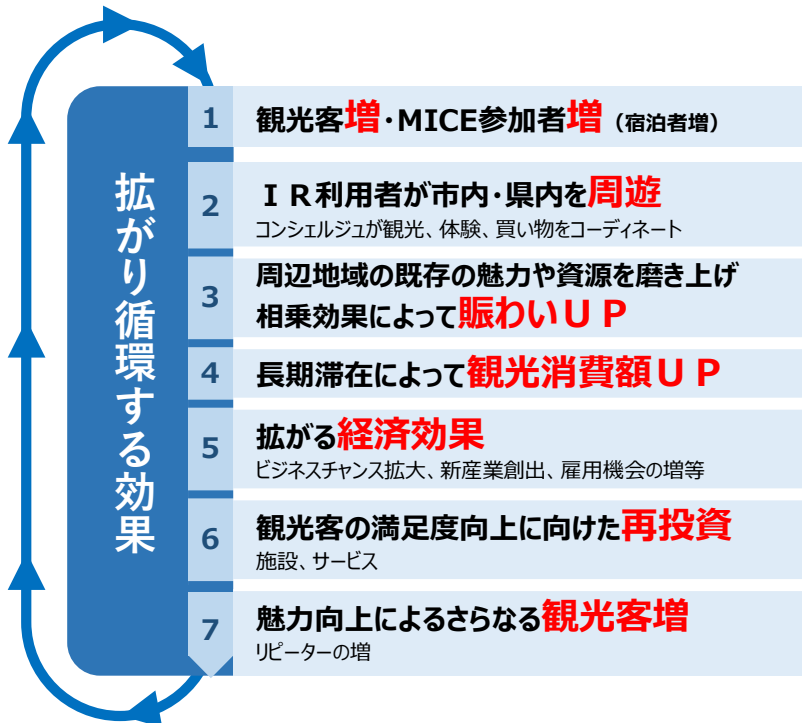 拡がり循環する効果
1
観光客増・MICE参加者増（宿泊者増）
2
ＩＲ利用者が市内・県内を周遊
コンシェルジュが観光、体験、買い物をコーディネート
3
周辺地域の既存の魅力や資源を磨き上げ
相乗効果によって賑わいＵＰ
4
長期滞在によって観光消費額ＵＰ
5
拡がる経済効果
ビジネスチャンス拡大、新産業創出、雇用機会の増等
6
観光客の満足度向上に向けた再投資
施設、サービス
7
魅力向上によるさらなる観光客増
リピーターの増